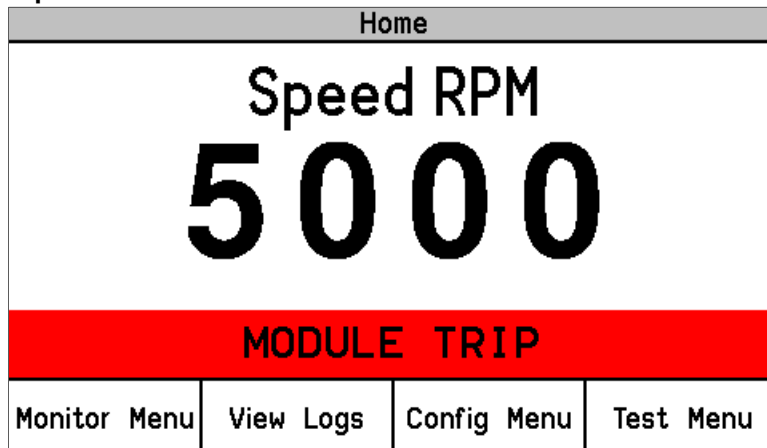 Home
Speed RPM
5000
MODULE TRIP
Monitor Menu View Logs Config Menu Test Menu